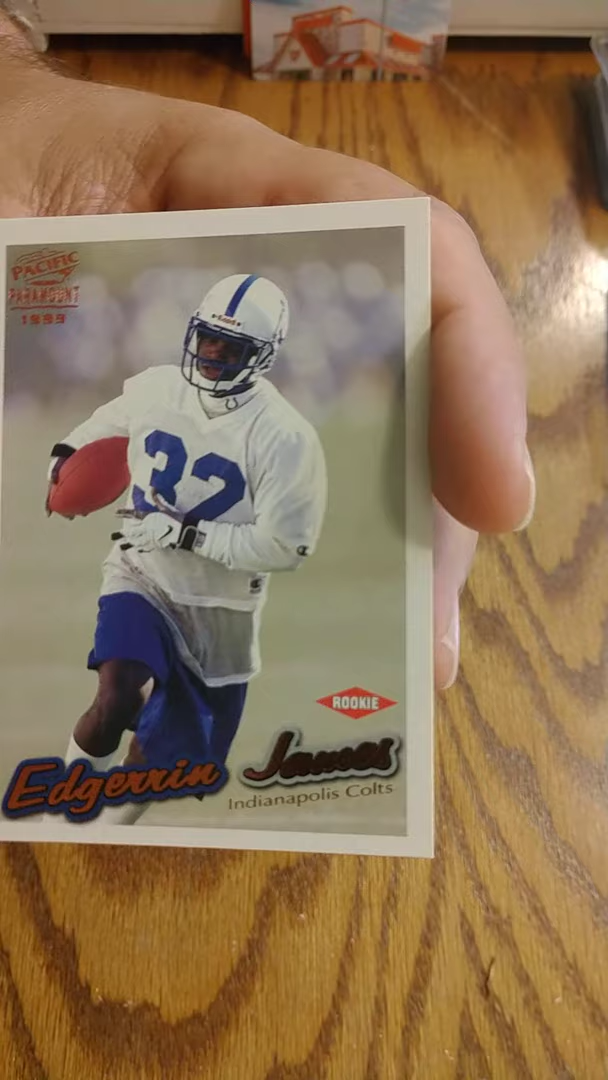 PACIFIC
PARAMOUNT
1999
32
ROOKIE
Edgerrin James
Indianapolis Colts